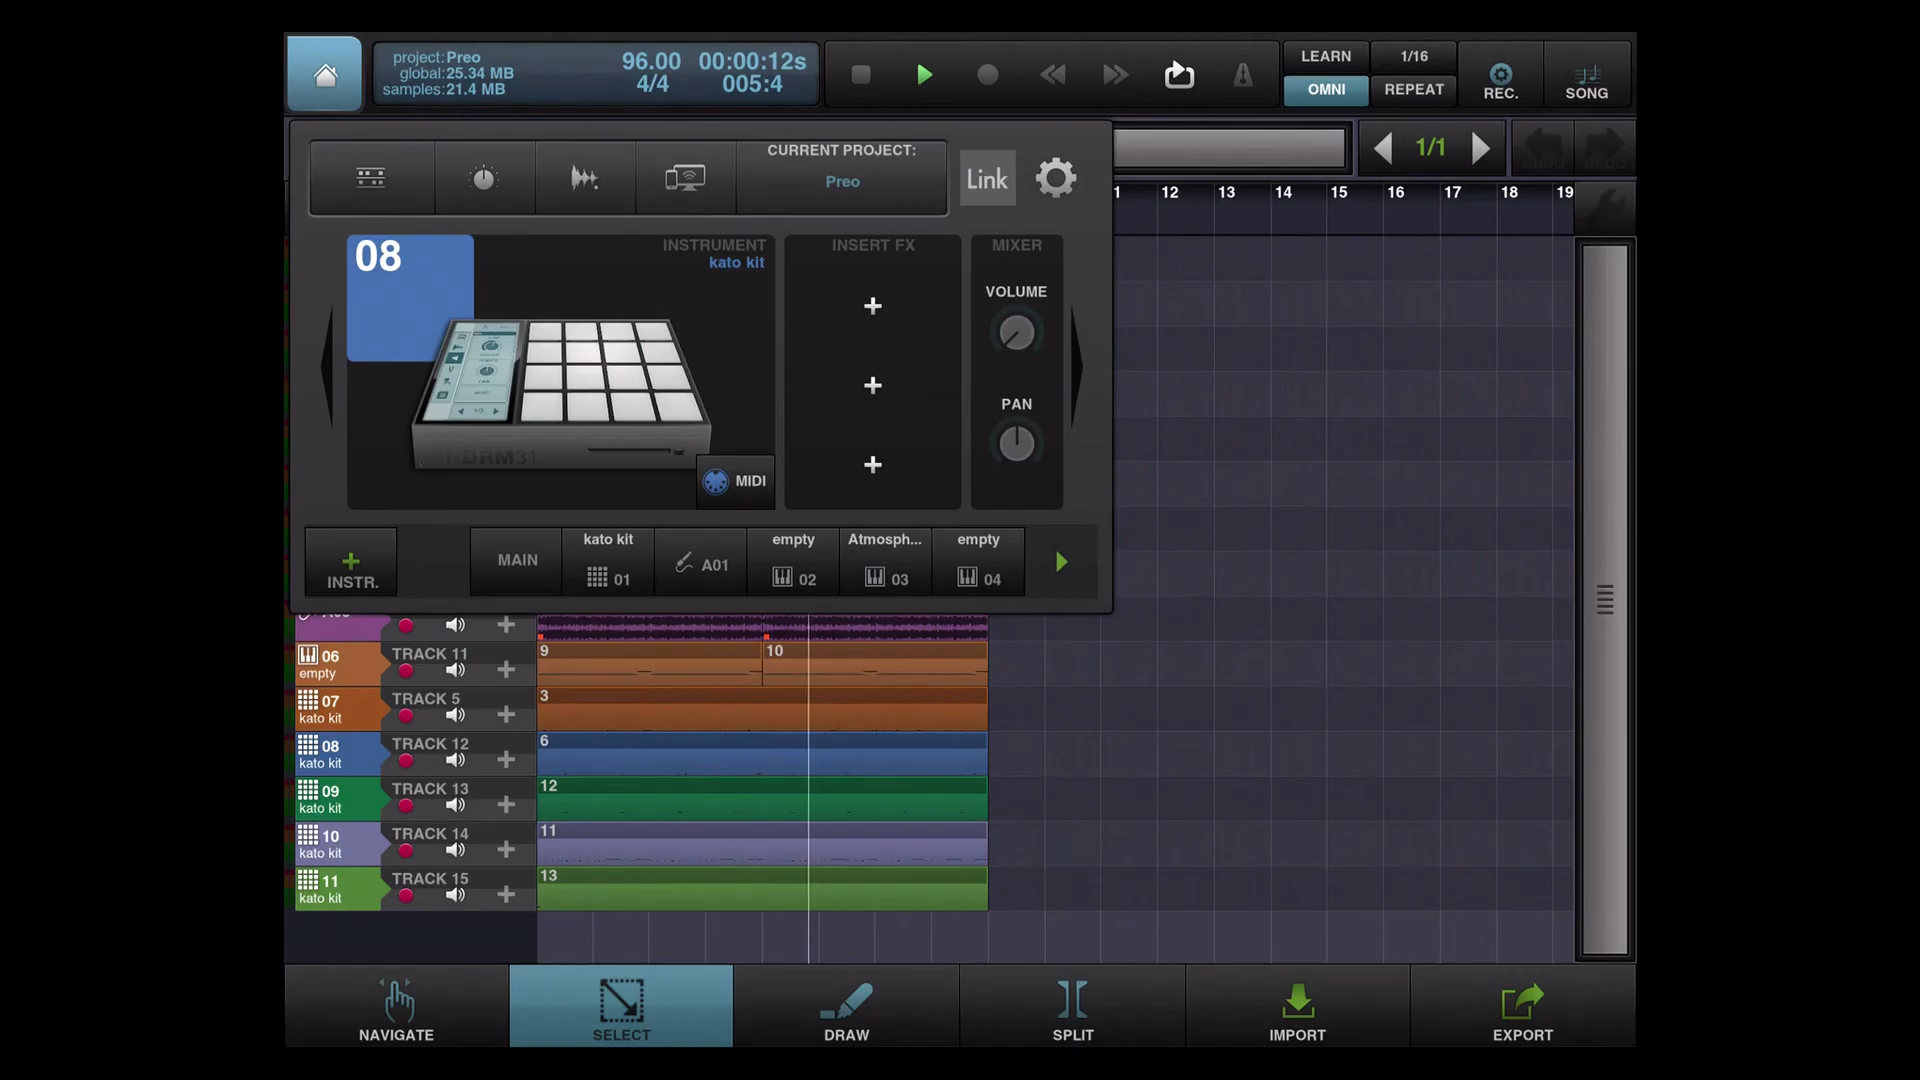 project: Preo
global: 25.34 MB
samples: 21.4 MB
96.00
4/4
00:00:12s
005:4
LEARN
OMNI
1/16
REPEAT
REC.
SONG
CURRENT PROJECT:
Preo
Link
1/1
UNDO
REDO
1 12 13 14 15 16 17 18 19
08
INSTRUMENT
kato kit
MIDI
INSERT FX
+
+
+
MIXER
VOLUME
PAN
+
INSTR.
MAIN
kato kit
01
A01
empty
02
Atmosph...
03
empty
04
06
empty
TRACK 11
9
10
07
kato kit
TRACK 5
3
08
kato kit
TRACK 12
6
09
kato kit
TRACK 13
12
10
kato kit
TRACK 14
11
11
kato kit
TRACK 15
13
NAVIGATE
SELECT
DRAW
SPLIT
IMPORT
EXPORT